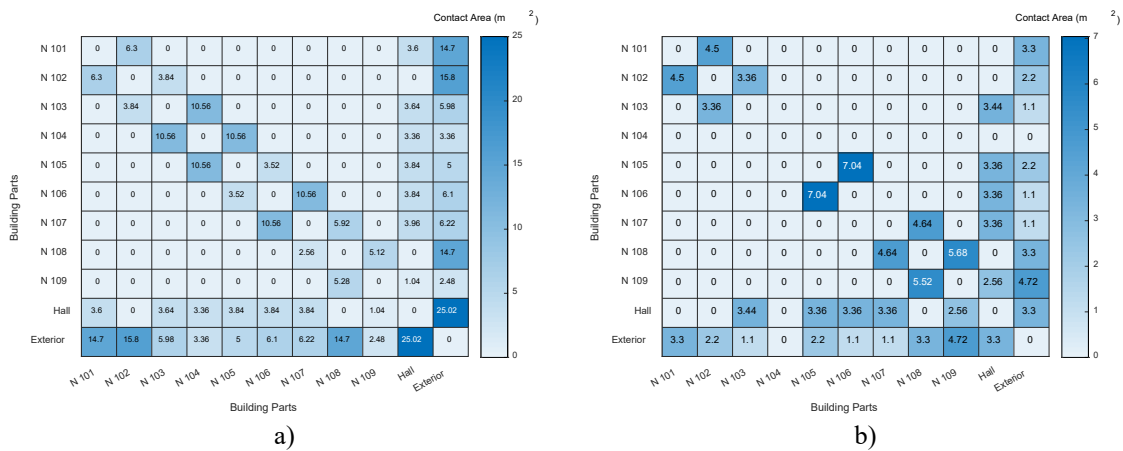 Contact Area (m 2)
N 101 0 6.3 0 0 0 0 0 0 0 3.6 14.7
N 102 6.3 0 3.84 0 0 0 0 0 0 0 15.8
N 103 0 3.84 0 10.56 0 0 0 0 0 3.64 5.98
N 104 0 0 10.56 0 10.56 0 0 0 0 3.36 3.36
N 105 0 0 0 10.56 0 3.52 0 0 0 3.84 5
N 106 0 0 0 0 3.52 0 10.56 0 0 3.84 6.1
N 107 0 0 0 0 0 10.56 0 5.92 0 3.96 6.22
N 108 0 0 0 0 0 0 2.56 0 5.12 0 14.7
N 109 0 0 0 0 0 0 0 5.28 0 1.04 2.48
Hall 3.6 0 3.64 3.36 3.84 3.84 3.84 0 1.04 0 25.02
Exterior 14.7 15.8 5.98 3.36 5 6.1 6.22 14.7 2.48 25.02 0
N 101 N 102 N 103 N 104 N 105 N 106 N 107 N 108 N 109 Hall Exterior
Building Parts
Building Parts
25
20
15
10
5
0
a)
Contact Area (m 2)
N 101 0 4.5 0 0 0 0 0 0 0 0 3.3
N 102 4.5 0 3.36 0 0 0 0 0 0 0 2.2
N 103 0 3.36 0 0 0 0 0 0 0 3.44 1.1
N 104 0 0 0 0 0 0 0 0 0 0 0
N 105 0 0 0 0 0 7.04 0 0 0 3.36 2.2
N 106 0 0 0 0 7.04 0 0 0 0 3.36 1.1
N 107 0 0 0 0 0 0 0 4.64 0 3.36 1.1
N 108 0 0 0 0 0 0 4.64 0 5.68 0 3.3
N 109 0 0 0 0 0 0 0 5.52 0 2.56 4.72
Hall 0 0 3.44 0 3.36 3.36 3.36 0 2.56 0 3.3
Exterior 3.3 2.2 1.1 0 2.2 1.1 1.1 3.3 4.72 3.3 0
N 101 N 102 N 103 N 104 N 105 N 106 N 107 N 108 N 109 Hall Exterior
Building Parts
Building Parts
7
6
5
4
3
2
1
0
b)